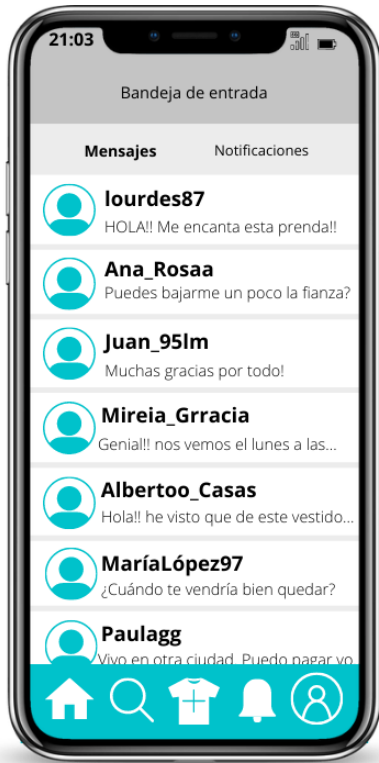 21:03
Bandeja de entrada
Mensajes Notificaciones
lourdes87
HOLA!! Me encanta esta prenda!!
Ana_Rosaa
Puedes bajarme un poco la fianza?
Juan_95lm
Muchas gracias por todo!
Mireia_Grracia
Genial!! nos vemos el lunes a las...
Albertoo_Casas
Hola!! he visto que de este vestido...
MaríaLópez97
¿Cuándo te vendría bien quedar?
Paulagg
Vivo en otra ciudad. Puedo pagar yo